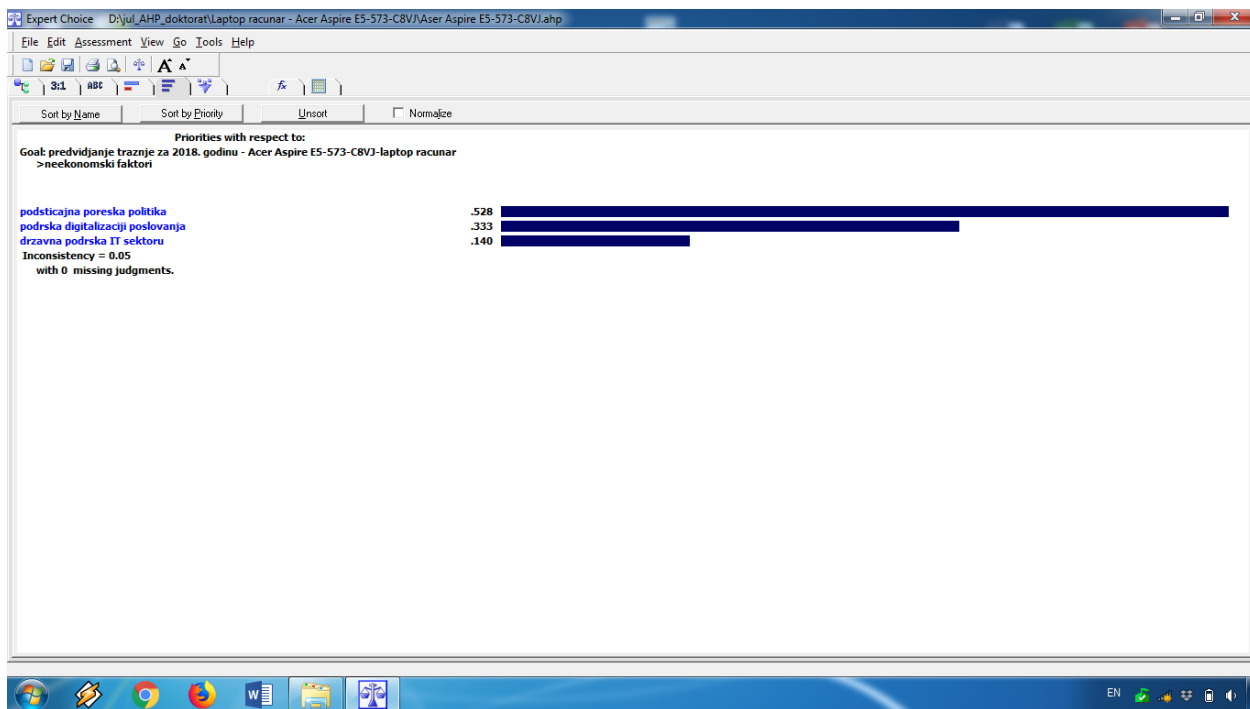 Expert Choice D:\jul_AHP_doktorat\Laptop racunar - Acer Aspire E5-573-C8VJ\Aser Aspire E5-573-C8VJ.ahp
File Edit Assessment View Go Tools Help
A A
3:1 ABC fx
Sort by Name Sort by Priority Unsort Normalize
Priorities with respect to:
Goal: predvidjanje traznje za 2018. godinu - Acer Aspire E5-573-C8VJ-laptop racunar
>neekonomski faktori
podsticajna poreska politika .528
podrska digitalizaciji poslovanja .333
drzavna podrska IT sektoru .140
Inconsistency = 0.05
with 0 missing judgments.
W EN